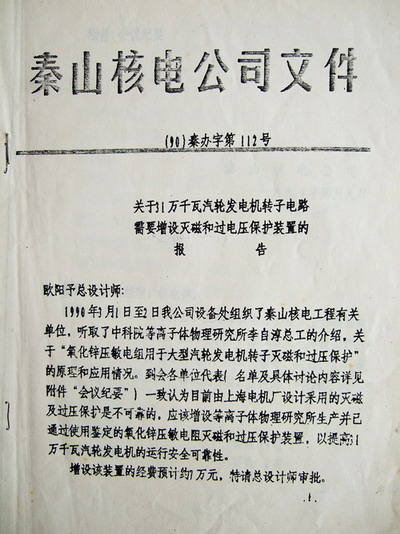 秦山核电公司文件
(90)秦办字第112号
关于31万千瓦汽轮发电机转子电路
需要增设灭磁和过电压保护装置的
报 告
欧阳予总设计师:
1990年3月1日至2日我公司设备处组织了秦山核电工程有关
单位，听取了中科院等离子体物理研究所李自淳总工的介绍，关
于“氧化锌压敏电组用于大型汽轮发电机转子灭磁和过压保护”
的原理和应用情况。到会各单位代表(名单及具体讨论内容详见
附件“会议纪要”)一致认为目前由上海电机厂设计采用的灭磁
及过压保护是不可靠的，应该增设等离子体物理研究所生产并已
通过使用鉴定的氧化锌压敏电阻灭磁和过压保护装置，以提高31
万千瓦汽轮发电机的运行安全可靠性。
增设该装置的经费预计约7万元，特请总设计师审批。
.1.